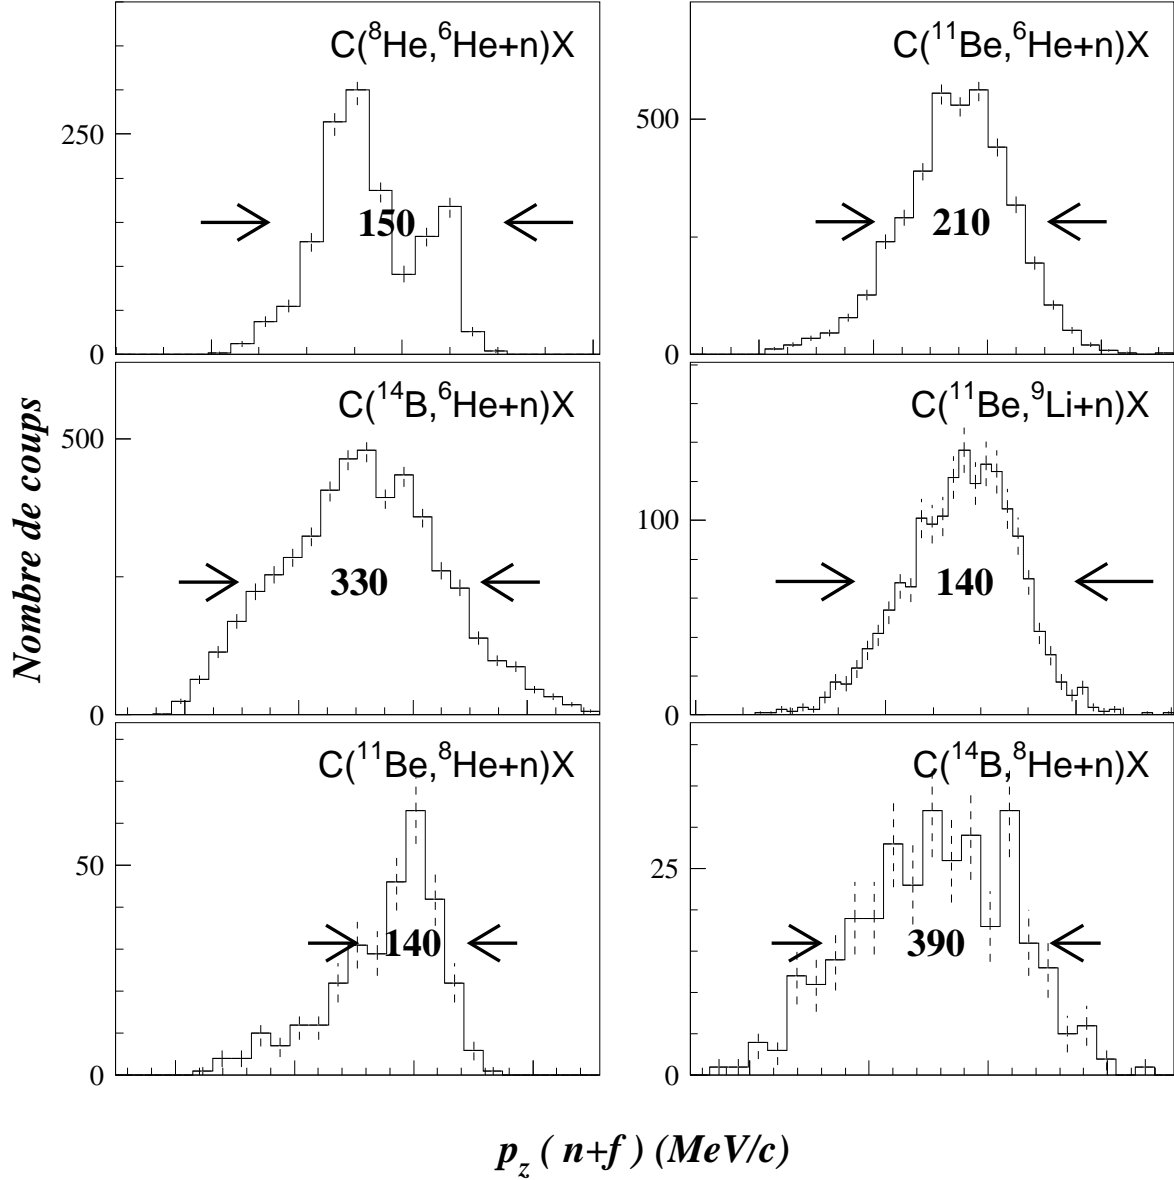 C(⁸He,⁶He+n)X
250
150
0
C(¹¹Be,⁶He+n)X
500
210
0
C(¹⁴B,⁶He+n)X
500
330
0
C(¹¹Be,⁹Li+n)X
100
140
0
C(¹¹Be,⁸He+n)X
50
140
0
C(¹⁴B,⁸He+n)X
25
390
0
Nombre de coups
p_z ( n+f ) (MeV/c)